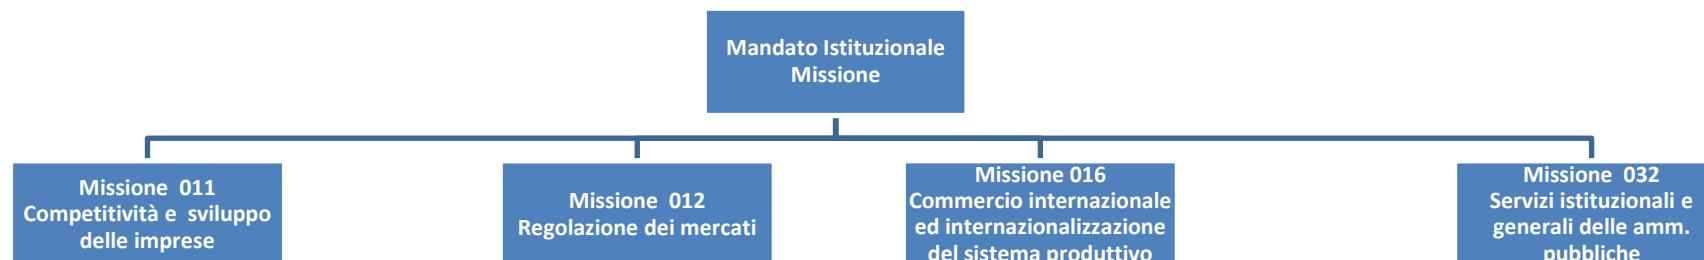 Mandato Istituzionale
Missione
Missione 011
Competitività e sviluppo
delle imprese
Missione 012
Regolazione dei mercati
Missione 016
Commercio internazionale
ed internazionalizzazione
del sistema produttivo
Missione 032
Servizi istituzionali e
generali delle amm.
pubbliche